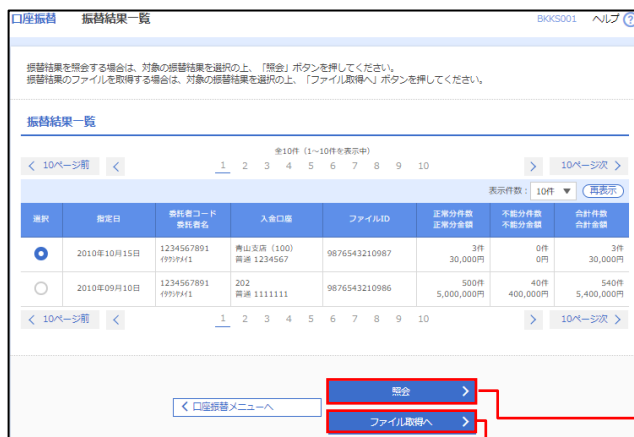 口座振替 振替結果一覧 BKKS001 ヘルプ ?
振替結果を照会する場合は、対象の振替結果を選択の上、「照会」ボタンを押してください。
振替結果のファイルを取得する場合は、対象の振替結果を選択の上、「ファイル取得へ」ボタンを押してください。
振替結果一覧
全10件（1～10件を表示中）
< 10ページ前 < 1 2 3 4 5 6 7 8 9 10 > 10ページ次 >
表示件数： 10件 ▼ 再表示
選択 指定日 委託者コード 委託者名 入金口座 ファイルID 正常分件数 正常分金額 不能分件数 不能分金額 合計件数 合計金額
2010年10月15日 1234567891 ｲﾀｸｼﾔﾒｲ1 青山支店（100） 普通 1234567 9876543210987 3件 30,000円 0件 0円 3件 30,000円
2010年09月10日 1234567891 ｲﾀｸｼﾔﾒｲ1 202 普通 1111111 9876543210986 500件 5,000,000円 40件 400,000円 540件 5,400,000円
< 10ページ前 < 1 2 3 4 5 6 7 8 9 10 > 10ページ次 >
照会 >
< 口座振替メニューへ
ファイル取得へ >